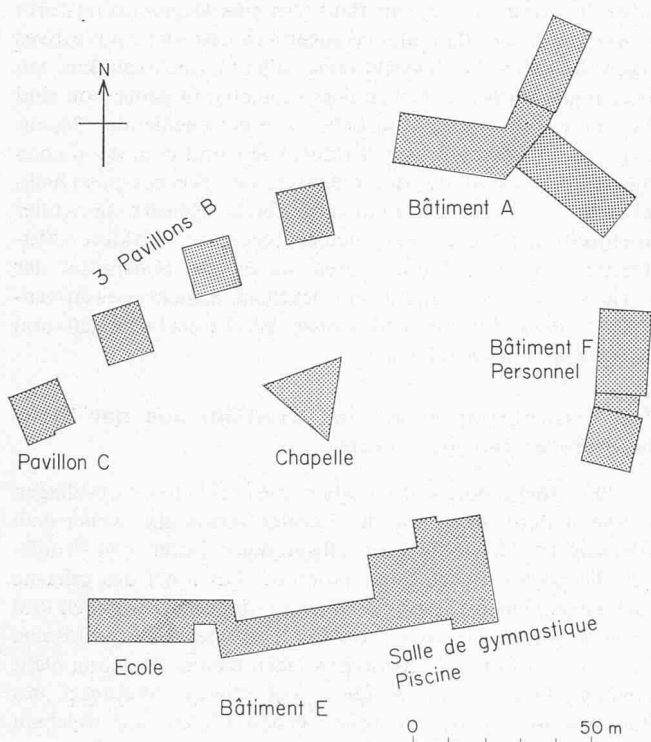 N
3 Pavillons B
Bâtiment A
Bâtiment F
Personnel
Pavillon C
Chapelle
Ecole
Salle de gymnastique
Piscine
Bâtiment E
0 50 m